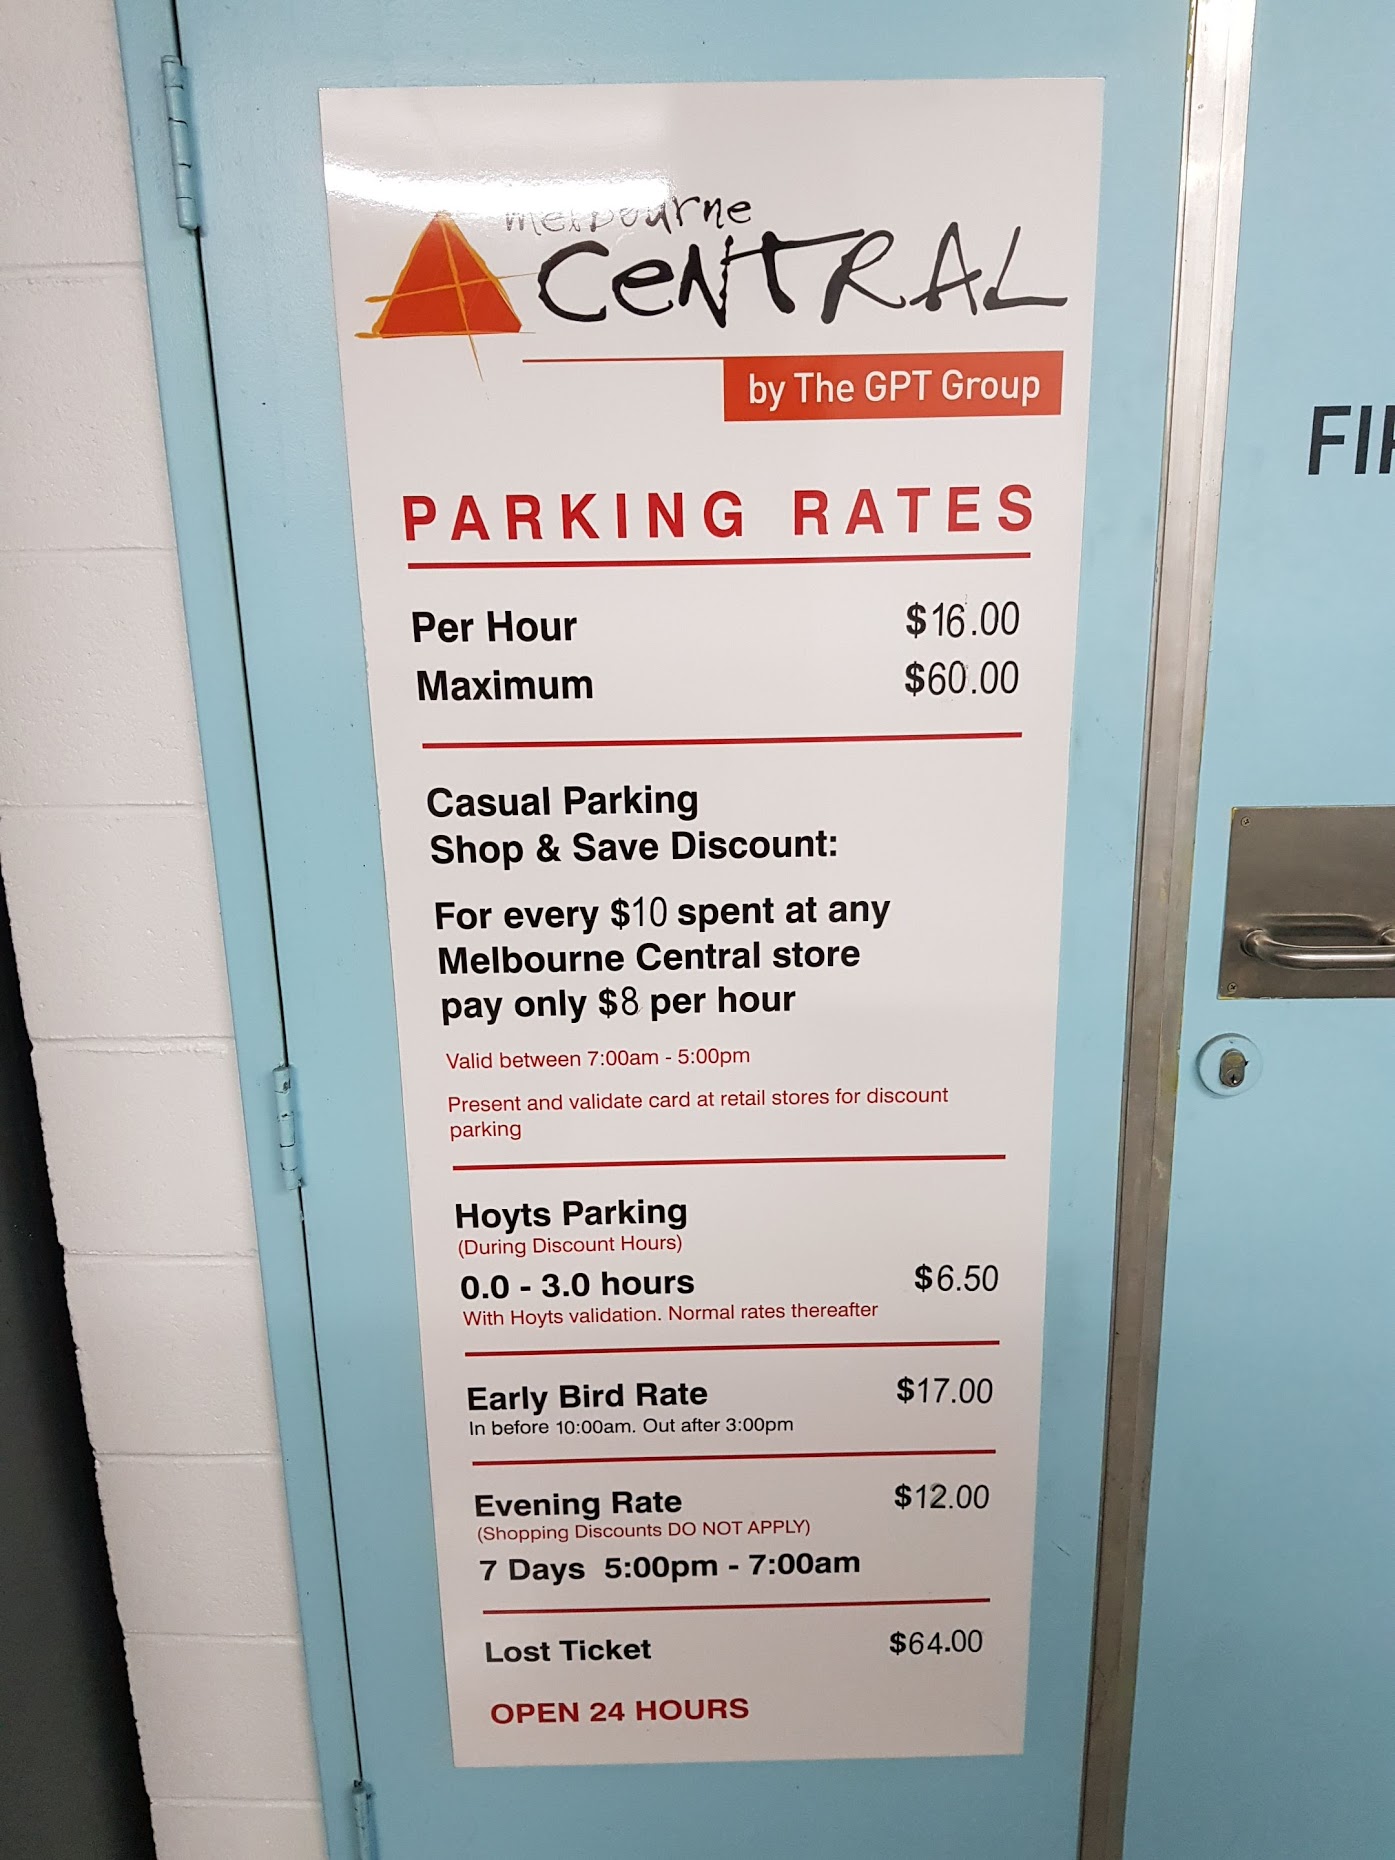 melbourne
CENTRAL
by The GPT Group
PARKING RATES
Per Hour $16.00
Maximum $60.00
Casual Parking
Shop & Save Discount:
For every $10 spent at any
Melbourne Central store
pay only $8 per hour
Valid between 7:00am - 5:00pm
Present and validate card at retail stores for discount
parking
Hoyts Parking
(During Discount Hours)
0.0 - 3.0 hours $6.50
With Hoyts validation. Normal rates thereafter
Early Bird Rate $17.00
In before 10:00am. Out after 3:00pm
Evening Rate $12.00
(Shopping Discounts DO NOT APPLY)
7 Days 5:00pm - 7:00am
Lost Ticket $64.00
OPEN 24 HOURS